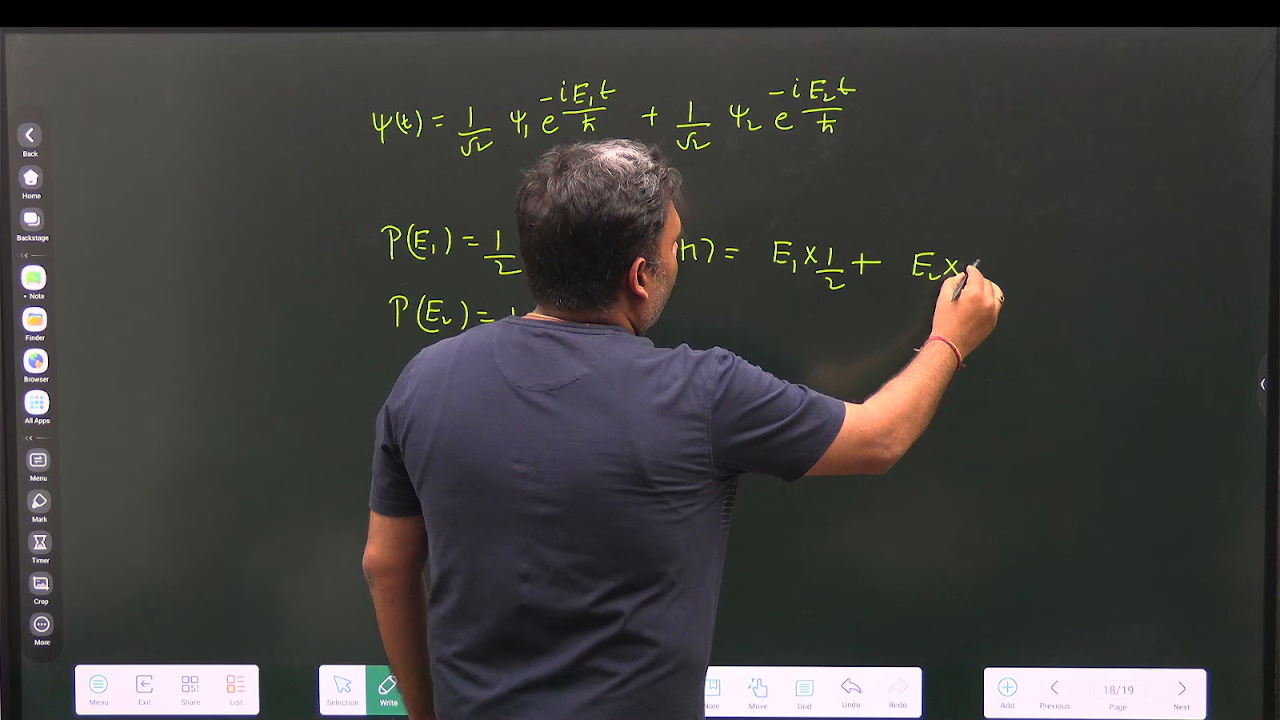 ψ(t) = 1/√2 ψ₁ e^(-iE₁t/ħ) + 1/√2 ψ₂ e^(-iE₂t/ħ)
P(E₁) = 1/2
⟩ = E₁ × 1/2 + E₂ ×
P(E₂) =
Back
Home
Backstage
Note
Finder
Browser
All Apps
Menu
Mark
Timer
Crop
More
Menu
Exit
Share
List
Selection
Write
Note
Move
Grid
Undo
Redo
Add
Previous
18/19
Page
Next